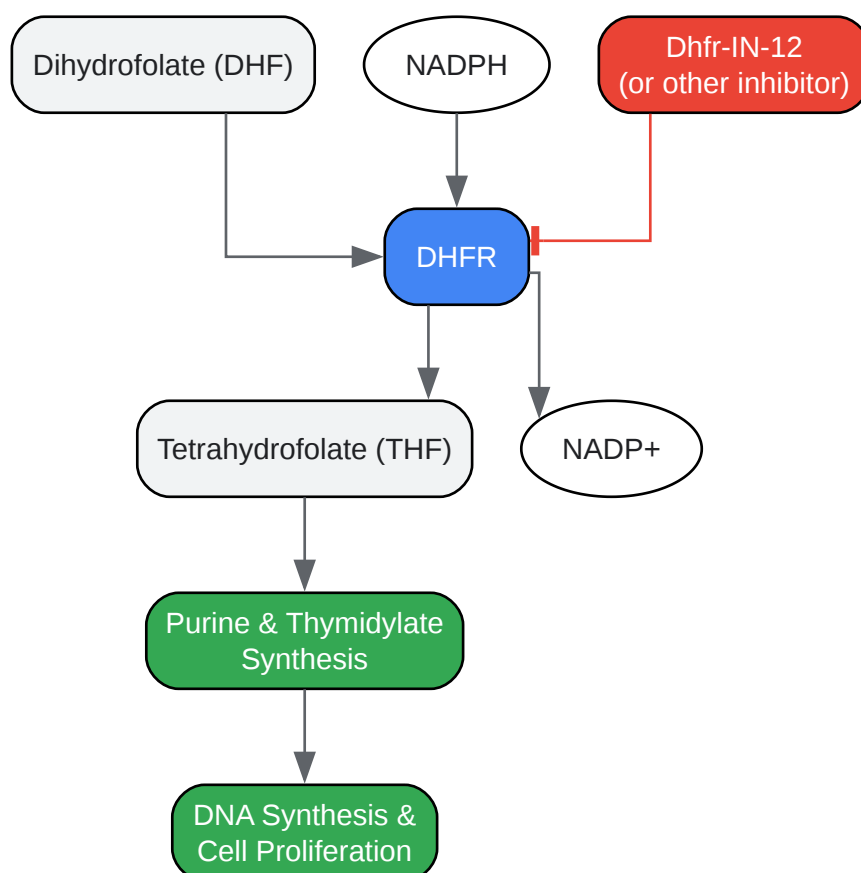 Dihydrofolate (DHF)
NADPH
Dhfr-IN-12
(or other inhibitor)
DHFR
Tetrahydrofolate (THF)
NADP+
Purine & Thymidylate
Synthesis
DNA Synthesis &
Cell Proliferation